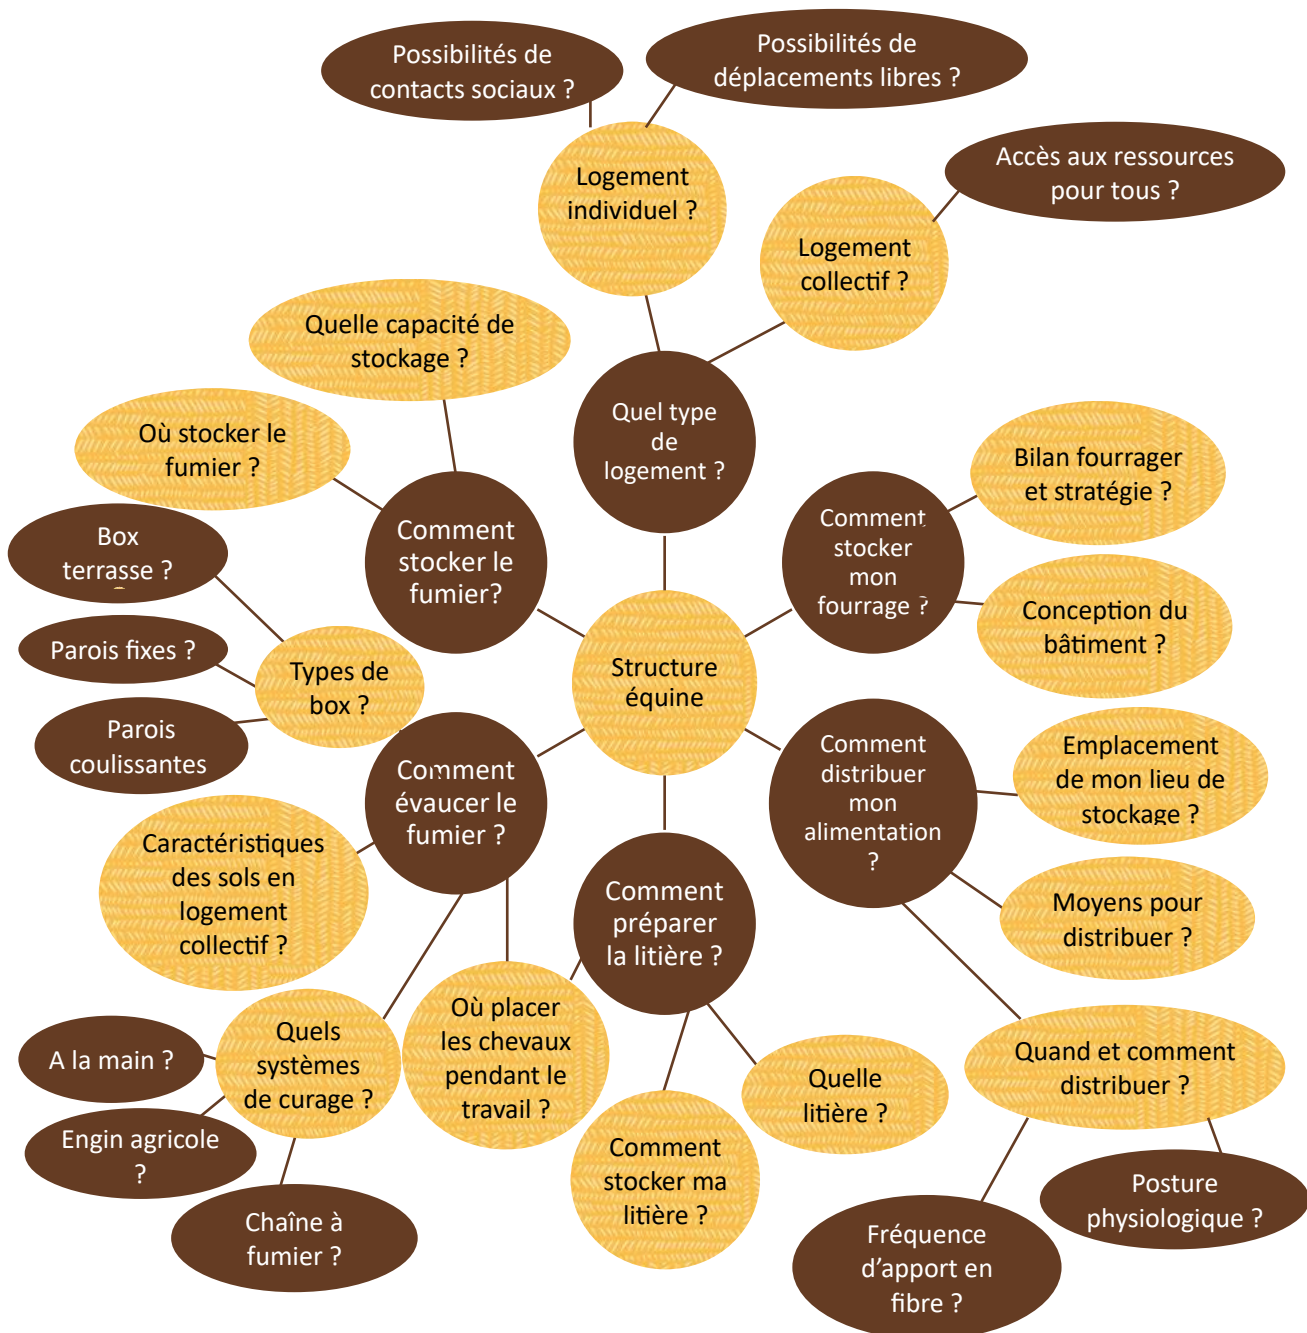 Possibilités de
contacts sociaux ?
Possibilités de
déplacements libres ?
Logement
individuel ?
Accès aux ressources
pour tous ?
Logement
collectif ?
Quelle capacité de
stockage ?
Quel type
de
logement ?
Où stocker le
fumier ?
Bilan fourrager
et stratégie ?
Comment
stocker le
fumier?
Comment
stocker
mon
fourrage ?
Box
terrasse ?
Conception du
bâtiment ?
Parois fixes ?
Types de
box ?
Structure
équine
Parois
coulissantes
Comment
évaucer le
fumier ?
Comment
distribuer
mon
alimentation
?
Emplacement
de mon lieu de
stockage ?
Caractéristiques
des sols en
logement
collectif ?
Comment
préparer
la litière ?
Moyens pour
distribuer ?
Quels
systèmes
de curage ?
Où placer
les chevaux
pendant le
travail ?
Quand et comment
distribuer ?
A la main ?
Quelle
litière ?
Engin agricole
?
Comment
stocker ma
litière ?
Chaîne à
fumier ?
Posture
physiologique ?
Fréquence
d’apport en
fibre ?